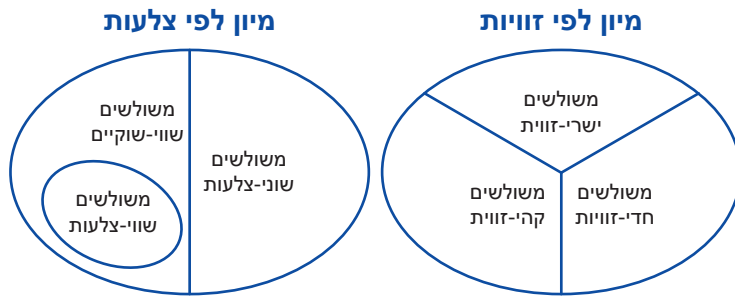 מיון לפי זוויות
משולשים
ישרי-זווית
משולשים
חדי-זוויות
משולשים
קהי-זווית
מיון לפי צלעות
משולשים
שוני-צלעות
משולשים
שווי-שוקיים
משולשים
שווי-צלעות